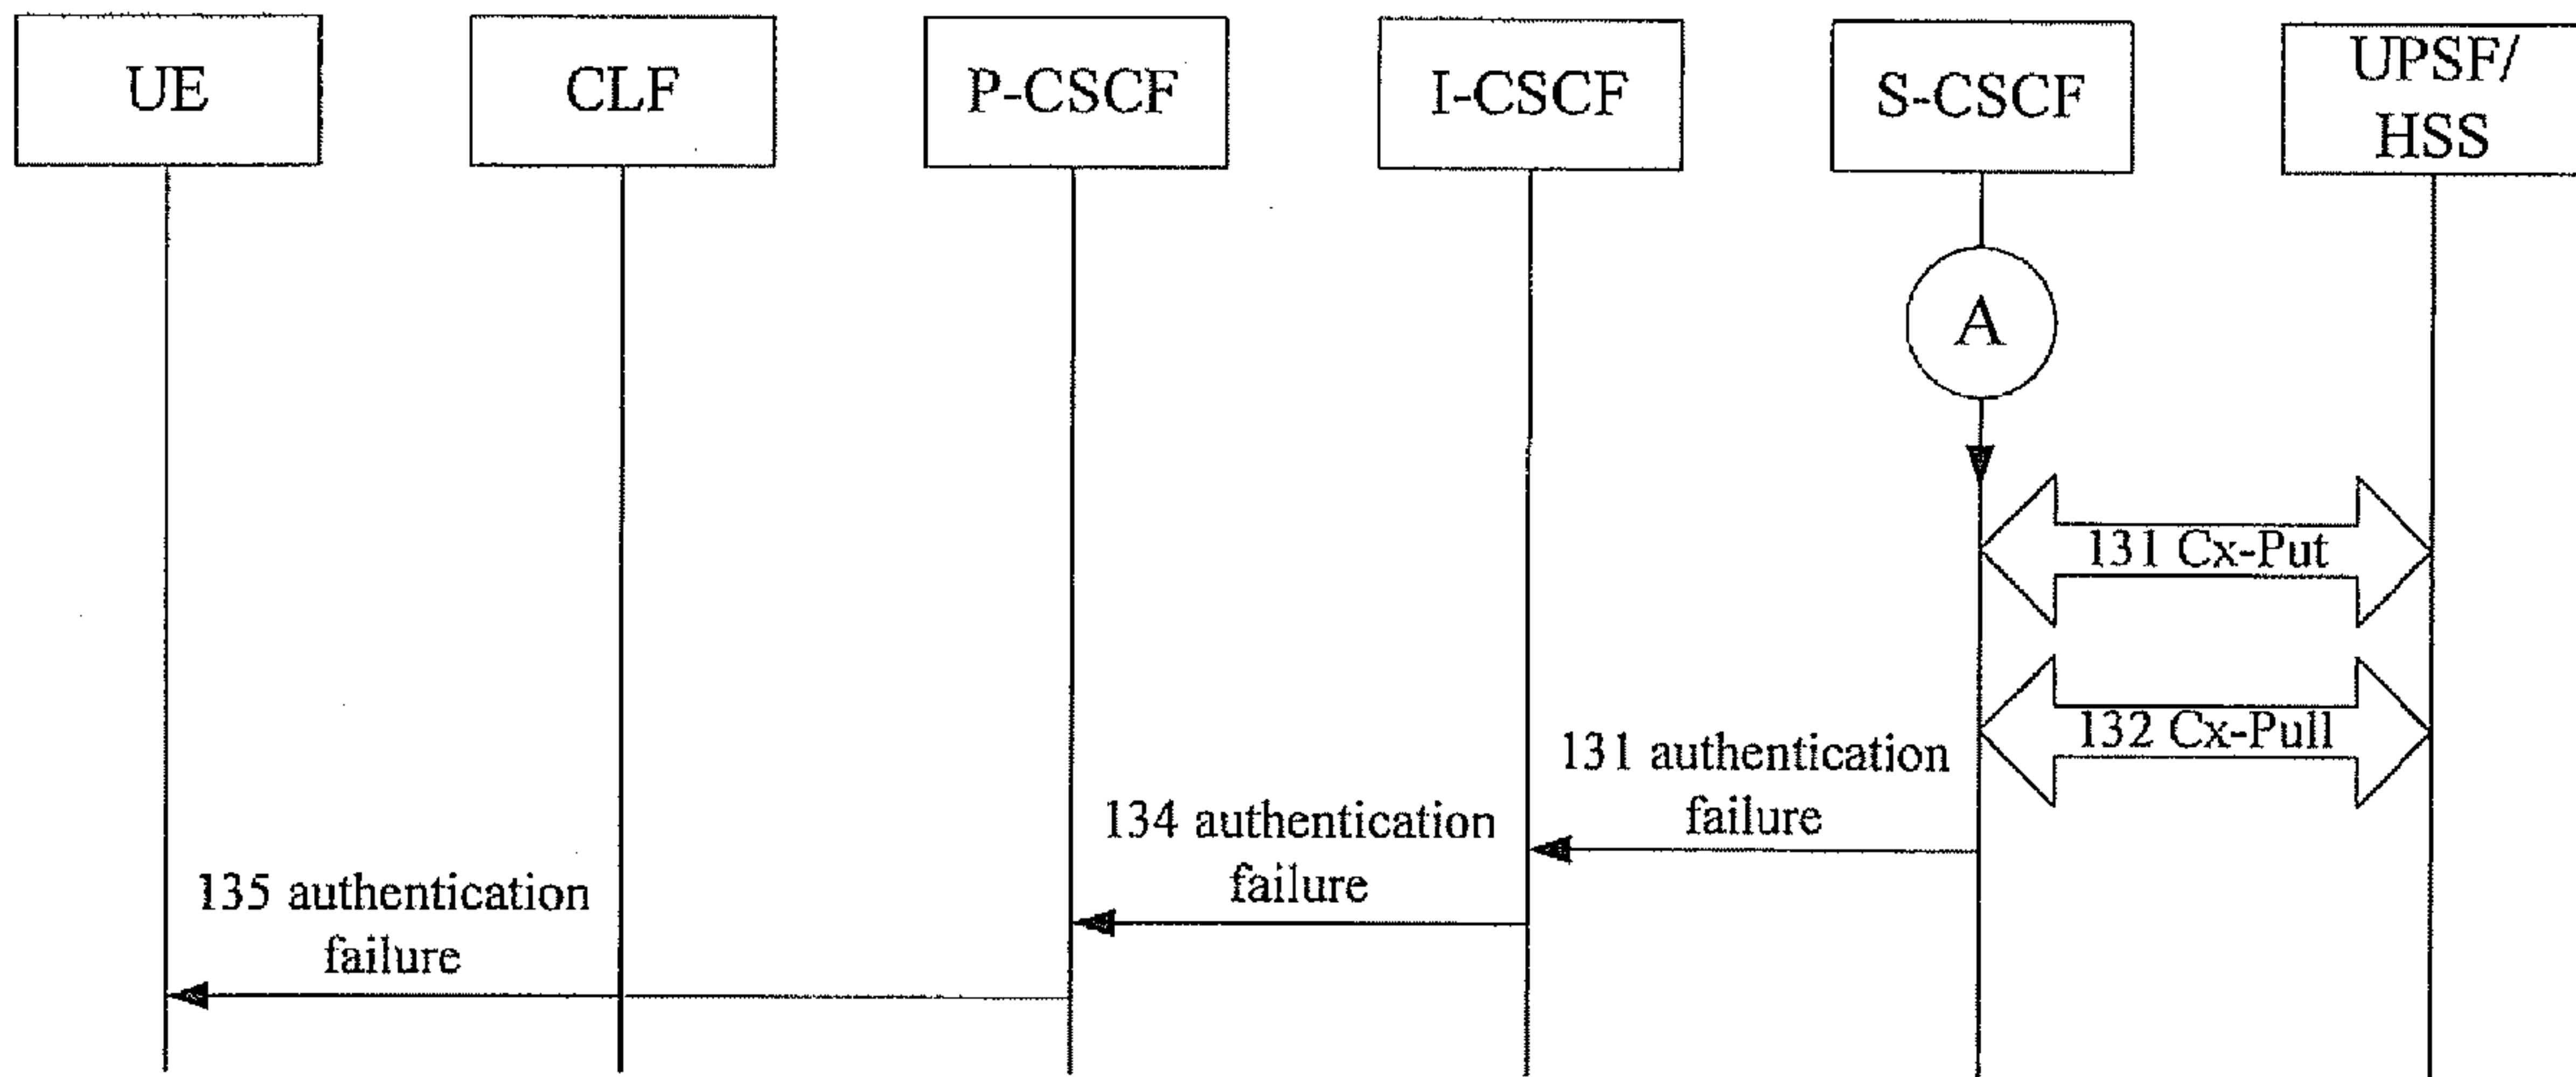 UE
CLF
P-CSCF
I-CSCF
S-CSCF
UPSF/
HSS
A
131 Cx-Put
132 Cx-Pull
131 authentication
failure
134 authentication
failure
135 authentication
failure